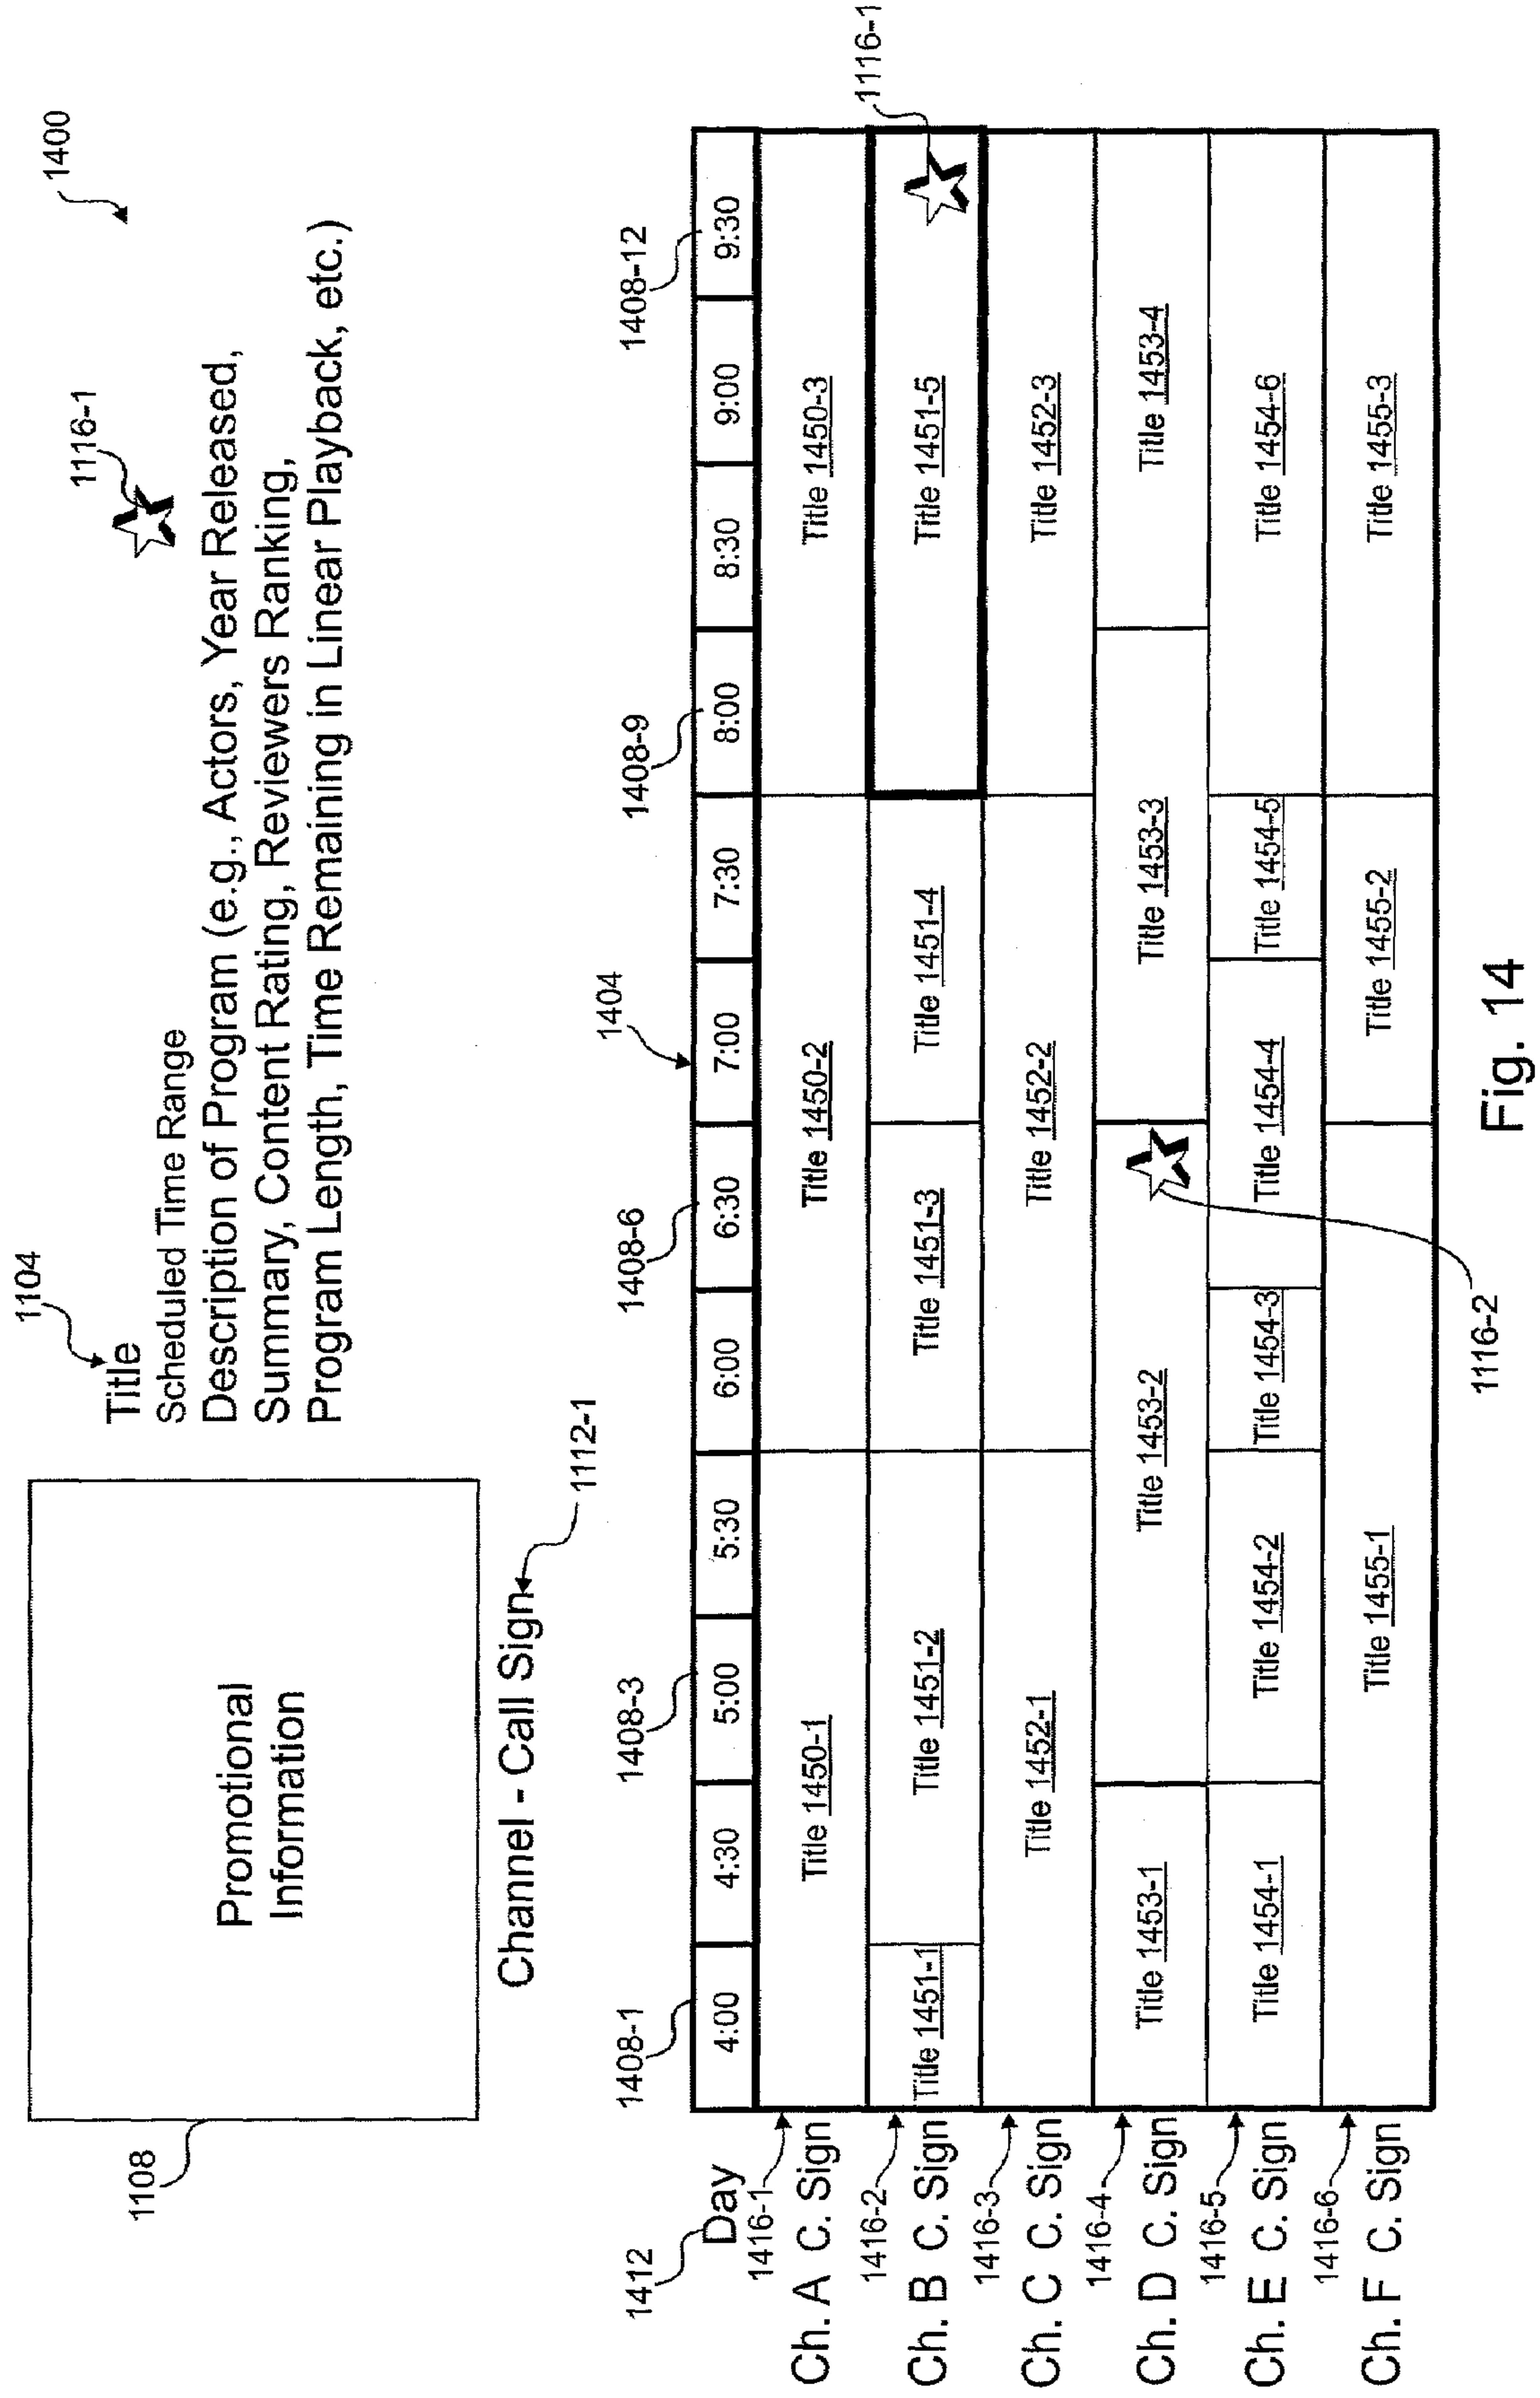 1400
1104
1116-1
Title
Scheduled Time Range
Description of Program (e.g., Actors, Year Released,
Summary, Content Rating, Reviewers Ranking,
Program Length, Time Remaining in Linear Playback, etc.)
1108
Promotional
Information
Channel - Call Sign
1112-1
1412
1408-1
1408-3
1408-6
1404
1408-9
1408-12
Day
4:00
4:30
5:00
5:30
6:00
6:30
7:00
7:30
8:00
8:30
9:00
9:30
1416-1
Ch. A C. Sign
Title 1450-1
Title 1450-2
Title 1450-3
1116-1
1416-2
Ch. B C. Sign
Title 1451-1
Title 1451-2
Title 1451-3
Title 1451-4
Title 1451-5
1416-3
Ch. C C. Sign
Title 1452-1
Title 1452-2
Title 1452-3
1416-4
Ch. D C. Sign
Title 1453-1
Title 1453-2
Title 1453-3
Title 1453-4
1416-5
Ch. E C. Sign
Title 1454-1
Title 1454-2
Title 1454-3
Title 1454-4
Title 1454-5
Title 1454-6
1416-6
Ch. F C. Sign
Title 1455-1
Title 1455-2
Title 1455-3
1116-2
Fig. 14